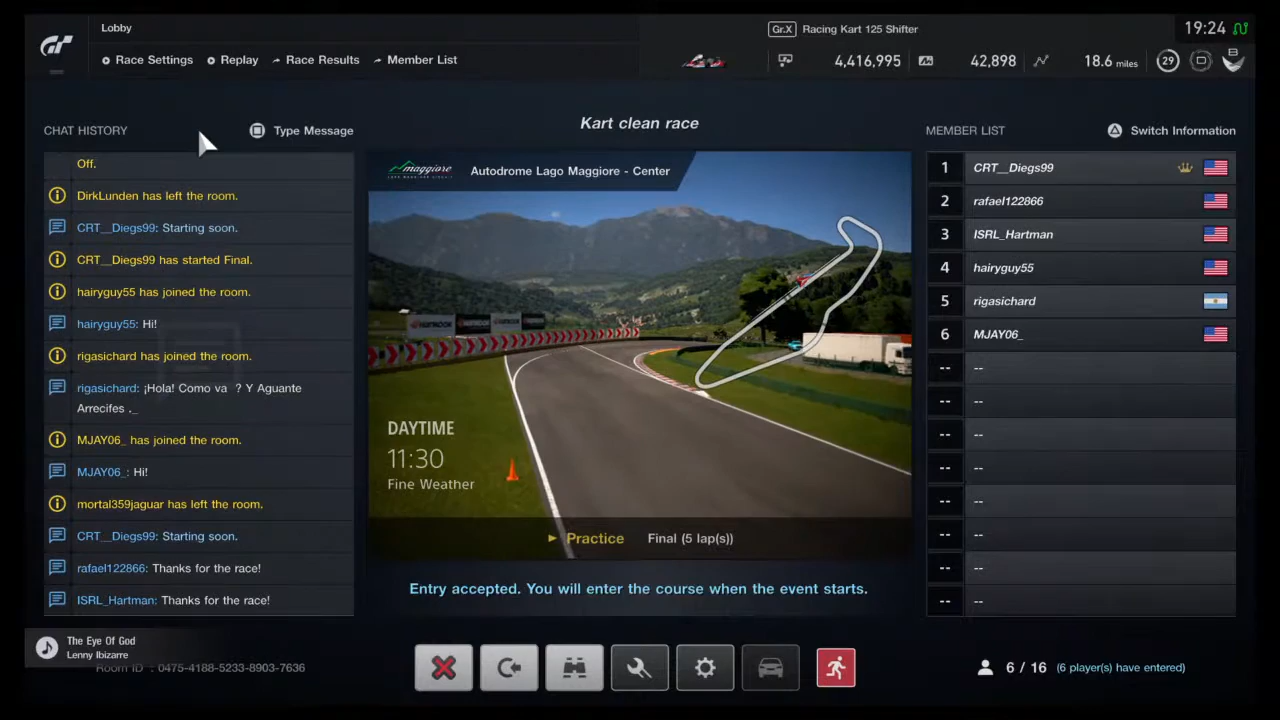 Lobby
Gr.X Racing Kart 125 Shifter
19:24
Race Settings Replay Race Results Member List
4,416,995 42,898 18.6 miles 29 B
CHAT HISTORY
Type Message
Off.
DirkLunden has left the room.
CRT__Diegs99: Starting soon.
CRT__Diegs99 has started Final.
hairyguy55 has joined the room.
hairyguy55: Hi!
rigasichard has joined the room.
rigasichard: ¡Hola! Como va ? Y Aguante
Arrecifes ._
MJAY06_ has joined the room.
MJAY06_: Hi!
mortal359jaguar has left the room.
CRT__Diegs99: Starting soon.
rafael122866: Thanks for the race!
ISRL_Hartman: Thanks for the race!
The Eye Of God
Lenny Ibizarre
Room ID : 0475-4188-5233-8903-7636
Kart clean race
maggiore
Autodrome Lago Maggiore - Center
DAYTIME
11:30
Fine Weather
Practice Final (5 lap(s))
Entry accepted. You will enter the course when the event starts.
MEMBER LIST
Switch Information
1 CRT__Diegs99
2 rafael122866
3 ISRL_Hartman
4 hairyguy55
5 rigasichard
6 MJAY06_
-- --
-- --
-- --
-- --
-- --
-- --
-- --
-- --
6 / 16 (6 player(s) have entered)